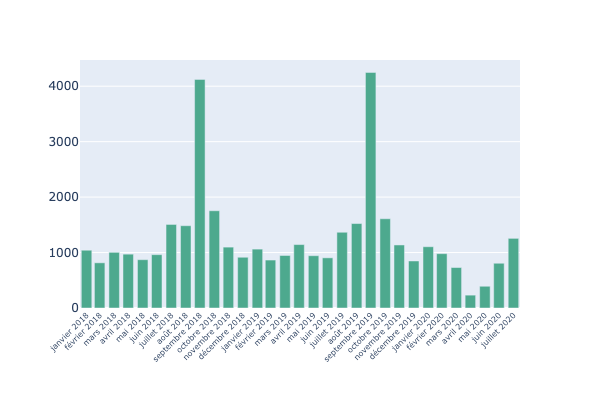 4000
3000
2000
1000
0
janvier 2018
février 2018
mars 2018
avril 2018
mai 2018
juin 2018
juillet 2018
août 2018
septembre 2018
octobre 2018
novembre 2018
décembre 2018
janvier 2019
février 2019
mars 2019
avril 2019
mai 2019
juin 2019
juillet 2019
août 2019
septembre 2019
octobre 2019
novembre 2019
décembre 2019
janvier 2020
février 2020
mars 2020
avril 2020
mai 2020
juin 2020
juillet 2020